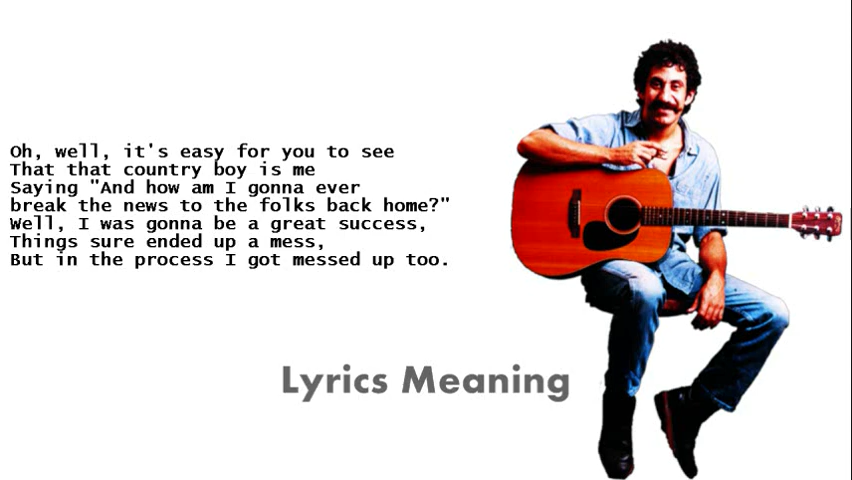 Oh, well, it's easy for you to see
That that country boy is me
Saying "And how am I gonna ever
break the news to the folks back home?"
Well, I was gonna be a great success,
Things sure ended up a mess,
But in the process I got messed up too.
Lyrics Meaning